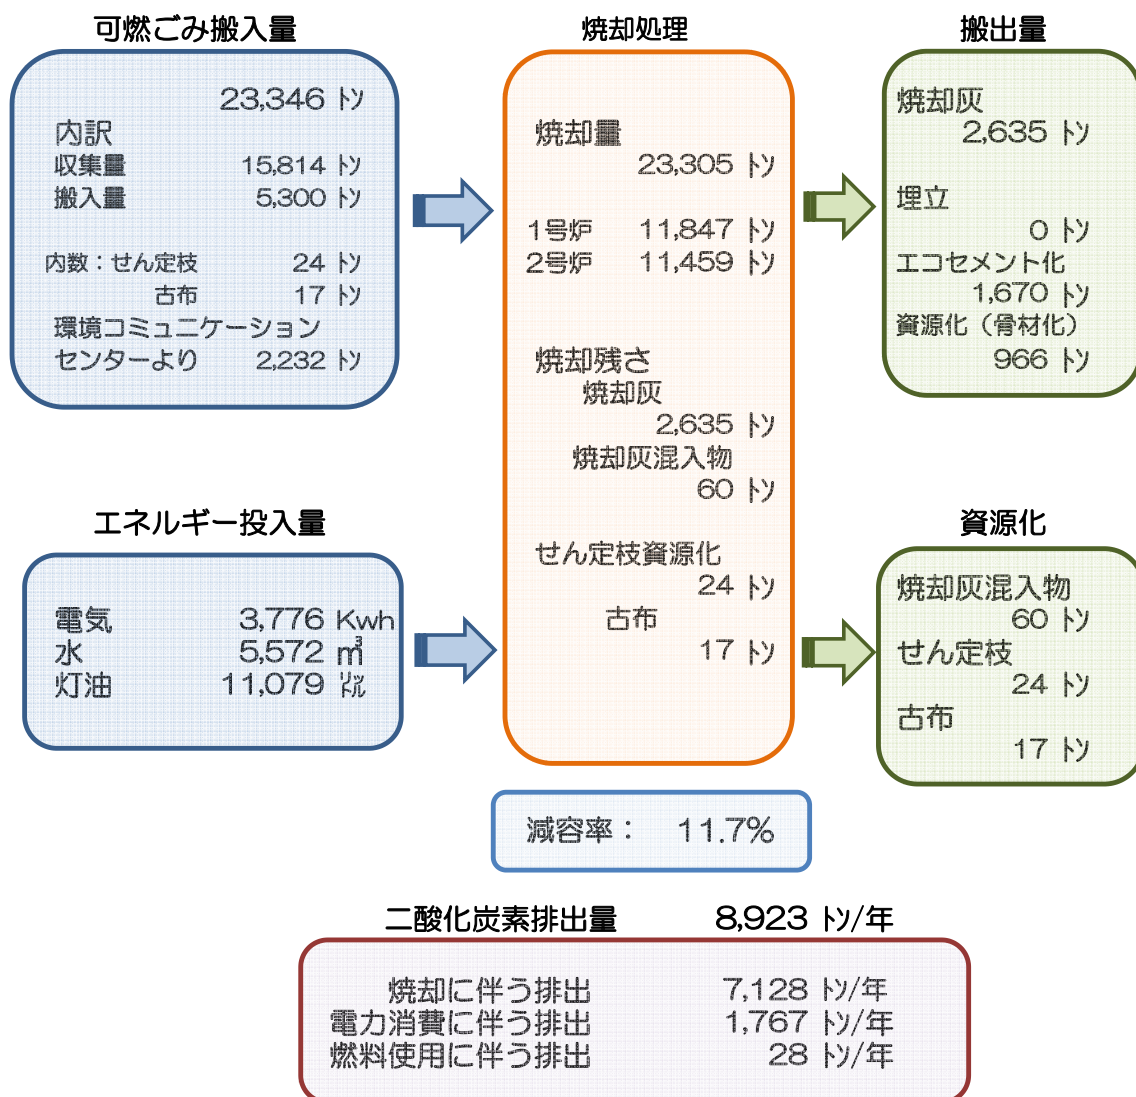 可燃ごみ搬入量
23,346 トン
内訳
収集量 15,814 トン
搬入量 5,300 トン
内数：せん定枝 24 トン
古布 17 トン
環境コミュニケーション
センターより 2,232 トン
焼却処理
焼却量
23,305 トン
1号炉 11,847 トン
2号炉 11,459 トン
焼却残さ
焼却灰
2,635 トン
焼却灰混入物
60 トン
せん定枝資源化
24 トン
古布
17 トン
搬出量
焼却灰
2,635 トン
埋立
0 トン
エコセメント化
1,670 トン
資源化（骨材化）
966 トン
エネルギー投入量
電気 3,776 Kwh
水 5,572 ㎥
灯油 11,079 ㍑
資源化
焼却灰混入物
60 トン
せん定枝
24 トン
古布
17 トン
減容率： 11.7%
二酸化炭素排出量 8,923 トン/年
焼却に伴う排出 7,128 トン/年
電力消費に伴う排出 1,767 トン/年
燃料使用に伴う排出 28 トン/年